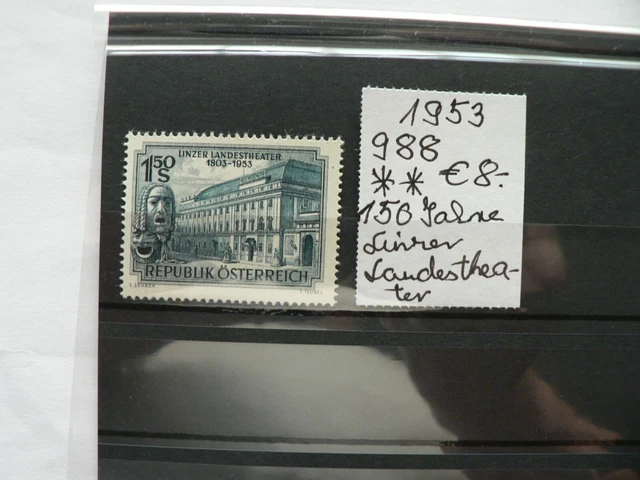 LINZER LANDESTHEATER
1803-1953
1.50
S
REPUBLIK ÖSTERREICH
1953
988
** €8.-
150 Jahre
Linzer
Landesthea-
ter